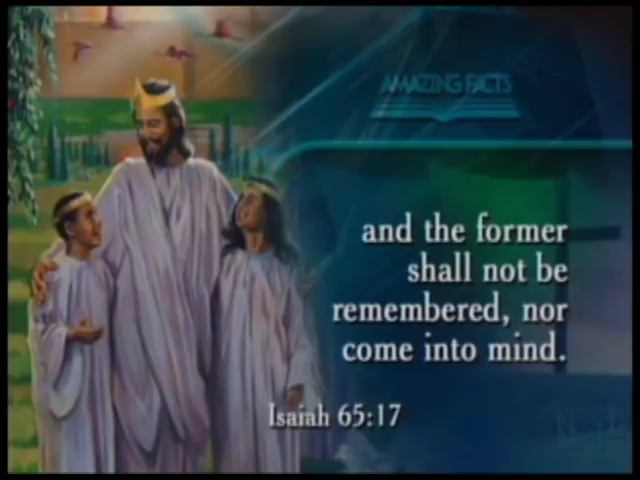 AMAZING FACTS
and the former
shall not be
remembered, nor
come into mind.
Isaiah 65:17